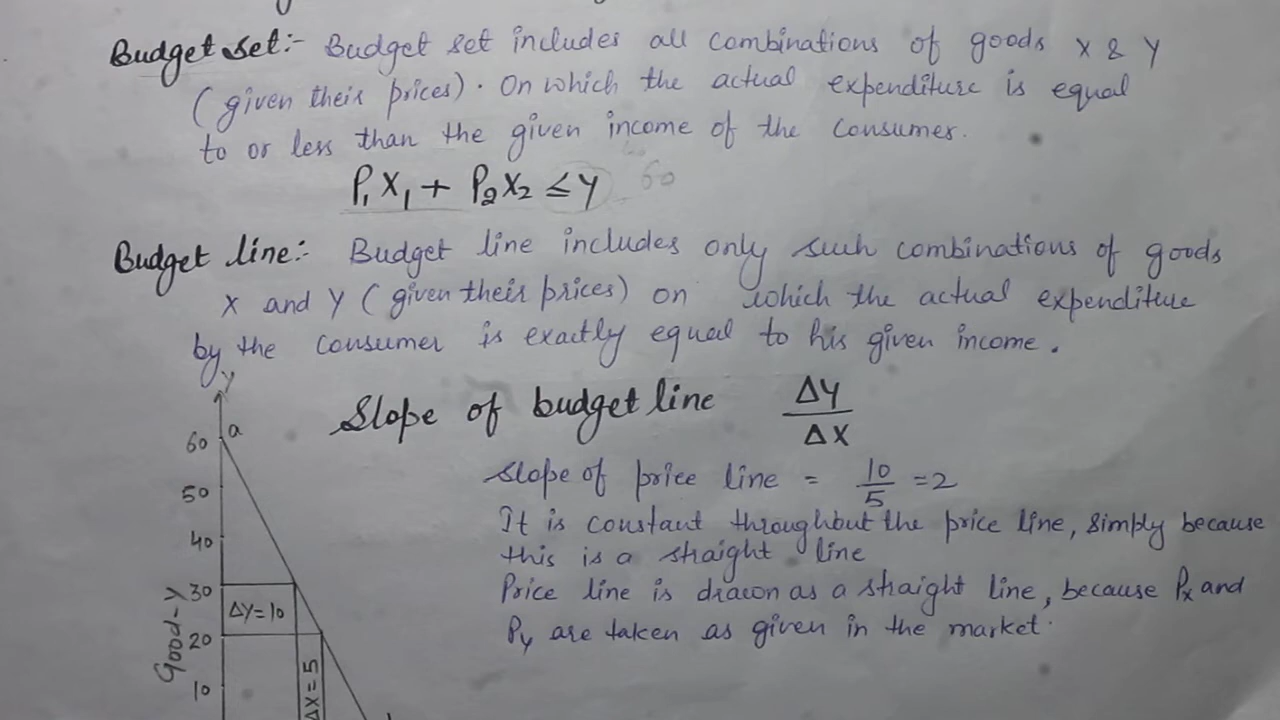 Budget set:- Budget set includes all combinations of goods X & Y
(given their prices). On which the actual expenditure is equal
to or less than the given income of the consumer.
P₁X₁ + P₂X₂ ≤ Y 60
Budget line:- Budget line includes only such combinations of goods
X and Y (given their prices) on which the actual expenditure
by the consumer is exactly equal to his given income.
Y
Slope of budget line ΔY/ΔX
60 a
Slope of price line = 10/5 = 2
50
It is constant throughout the price line, simply because
40
this is a straight line
30
Price line is drawn as a straight line, because Px and
ΔY=10
Py are taken as given in the market.
20
Good-Y
10
ΔX=5